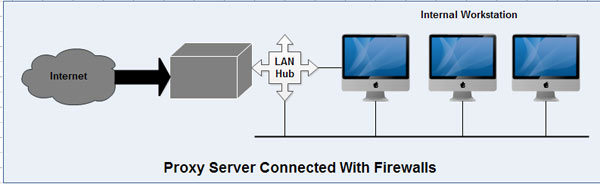 Internal Workstation
Internet
LAN
Hub
Proxy Server Connected With Firewalls